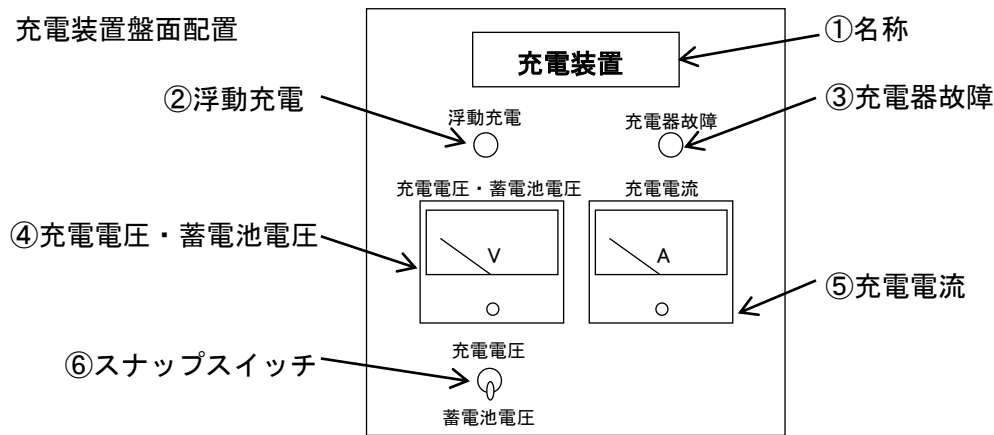 充電装置盤面配置
①名称
充電装置
②浮動充電
③充電器故障
浮動充電
充電器故障
充電電圧・蓄電池電圧
充電電流
④充電電圧・蓄電池電圧
V
A
⑤充電電流
⑥スナップスイッチ
充電電圧
蓄電池電圧